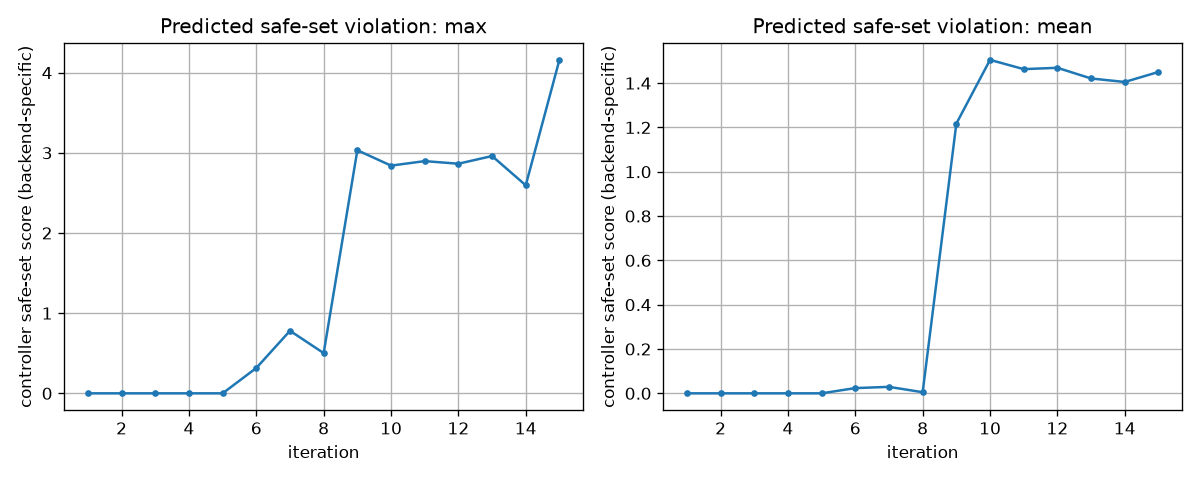 Predicted safe-set violation: max
controller safe-set score (backend-specific)
4
3
2
1
0
2 4 6 8 10 12 14
iteration
Predicted safe-set violation: mean
controller safe-set score (backend-specific)
1.4
1.2
1.0
0.8
0.6
0.4
0.2
0.0
2 4 6 8 10 12 14
iteration